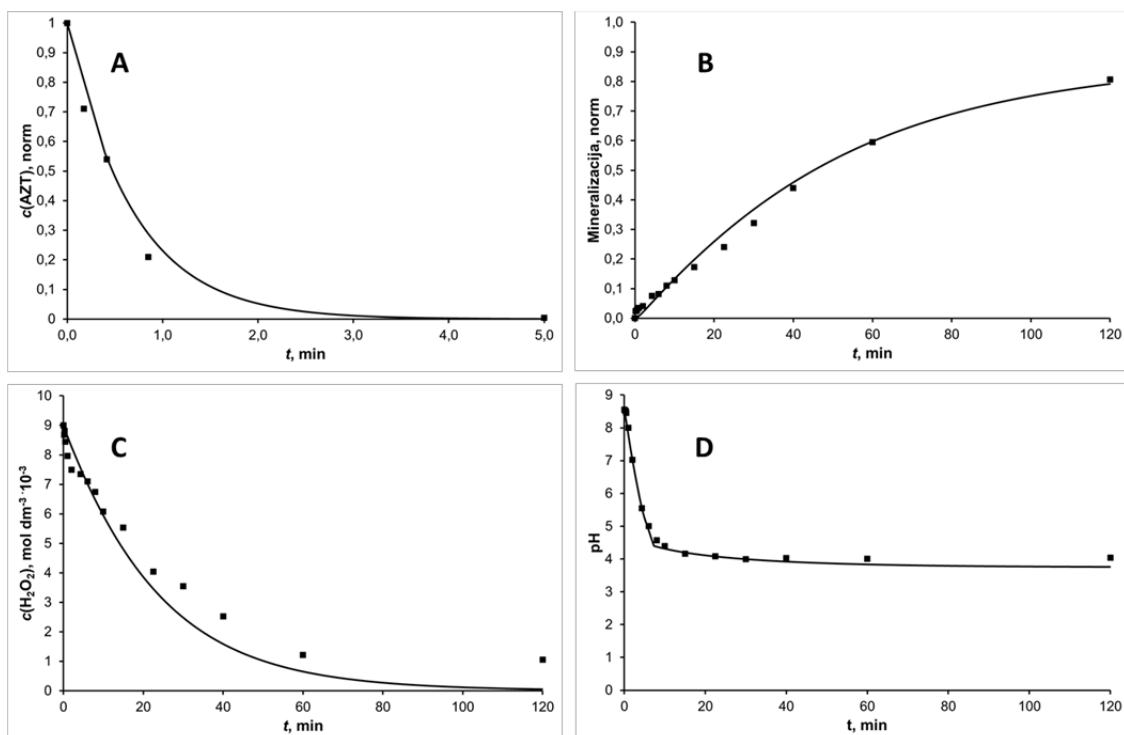 A
c(AZT), norm
1
0,9
0,8
0,7
0,6
0,5
0,4
0,3
0,2
0,1
0
0,0 1,0 2,0 3,0 4,0 5,0
t, min
B
Mineralizacija, norm
1,0
0,9
0,8
0,7
0,6
0,5
0,4
0,3
0,2
0,1
0,0
0 20 40 60 80 100 120
t, min
C
c(H₂O₂), mol dm⁻³·10⁻³
10
9
8
7
6
5
4
3
2
1
0
0 20 40 60 80 100 120
t, min
D
pH
9
8
7
6
5
4
3
2
1
0
0 20 40 60 80 100 120
t, min